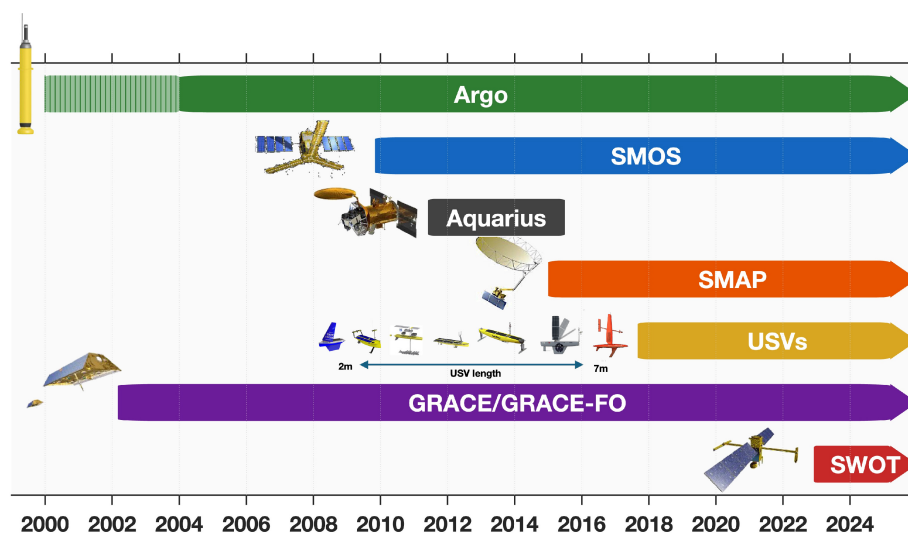 Argo
SMOS
Aquarius
SMAP
USVs
2m
7m
USV length
GRACE/GRACE-FO
SWOT
2000 2002 2004 2006 2008 2010 2012 2014 2016 2018 2020 2022 2024